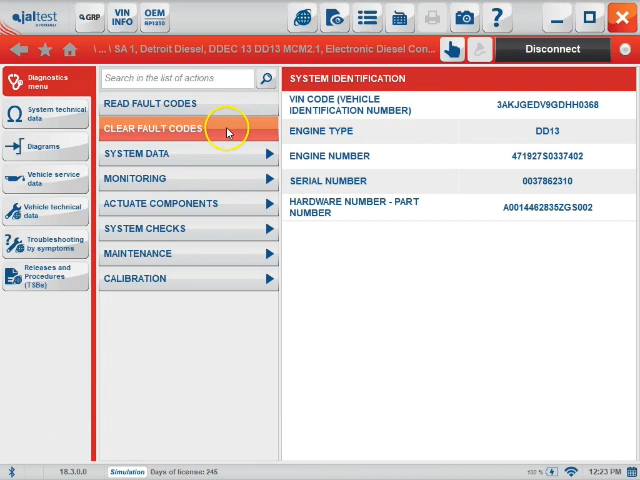 jaltest
by COJALI
GRP
VIN
INFO
OEM
RP1210
\ ... \ SA 1, Detroit Diesel, DDEC 13 DD13 MCM2.1, Electronic Diesel Con...
Disconnect
Diagnostics
menu
System technical
data
Diagrams
Vehicle service
data
Vehicle technical
data
Troubleshooting
by symptoms
Releases and
Procedures
(TSBs)
Search in the list of actions
READ FAULT CODES
CLEAR FAULT CODES
SYSTEM DATA
MONITORING
ACTUATE COMPONENTS
SYSTEM CHECKS
MAINTENANCE
CALIBRATION
SYSTEM IDENTIFICATION
VIN CODE (VEHICLE
IDENTIFICATION NUMBER)
3AKJGEDV9GDHH0368
ENGINE TYPE
DD13
ENGINE NUMBER
471927S0337402
SERIAL NUMBER
0037862310
HARDWARE NUMBER - PART
NUMBER
A0014462835ZGS002
18.3.0.0
Simulation
Days of license: 245
100 %
12:23 PM